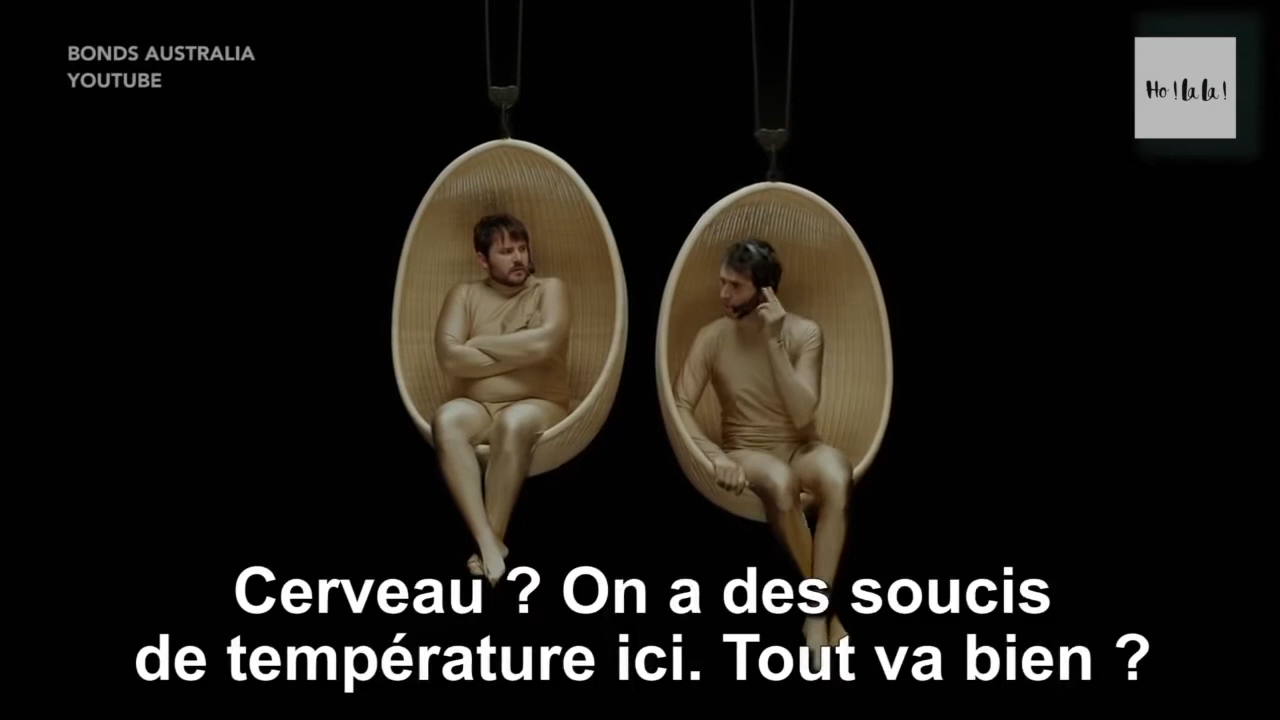 BONDS AUSTRALIA
YOUTUBE
Ho ! la la !
Cerveau ? On a des soucis
de température ici. Tout va bien ?